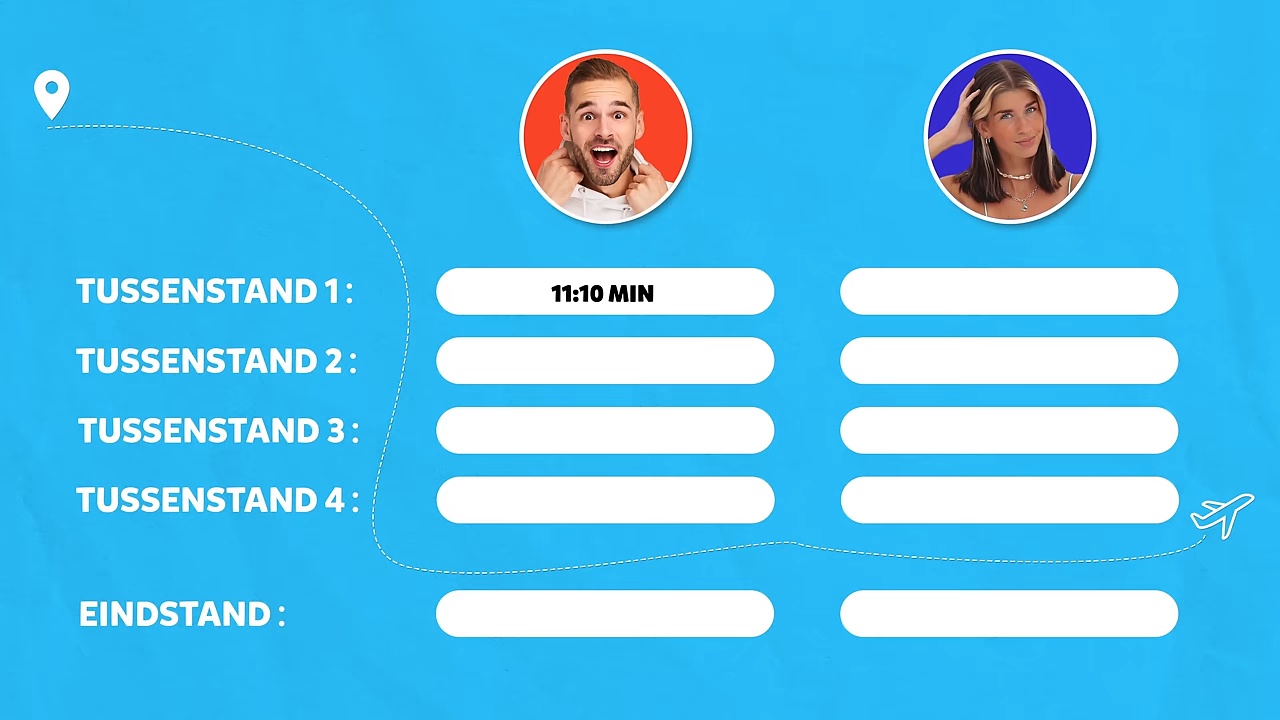 TUSSENSTAND 1: 11:10 MIN
TUSSENSTAND 2:
TUSSENSTAND 3:
TUSSENSTAND 4:
EINDSTAND: